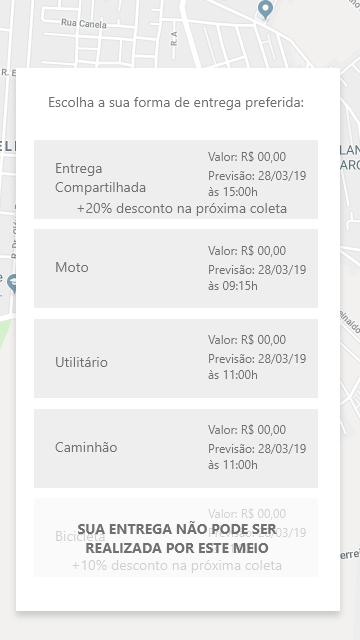 Rua Canela
R. A
R. E
Escolha a sua forma de entrega preferida:
Entrega
Compartilhada
Valor: R$ 00,00
Previsão: 28/03/19
às 15:00h
+20% desconto na próxima coleta
Moto
Valor: R$ 00,00
Previsão: 28/03/19
às 09:15h
Utilitário
Valor: R$ 00,00
Previsão: 28/03/19
às 11:00h
Caminhão
Valor: R$ 00,00
Previsão: 28/03/19
às 11:00h
Bicicleta
Valor: R$ 00,00
Previsão: 28/03/19
SUA ENTREGA NÃO PODE SER
REALIZADA POR ESTE MEIO
+10% desconto na próxima coleta